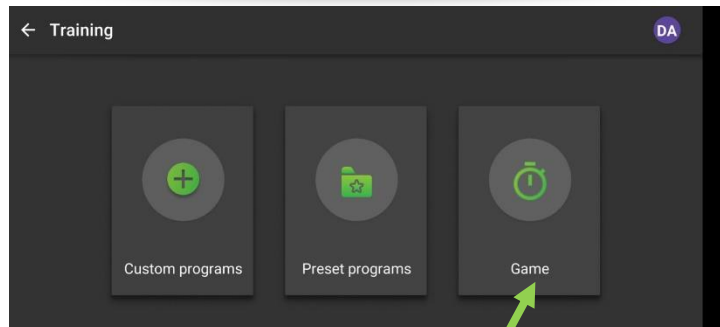 Training
DA
Custom programs
Preset programs
Game